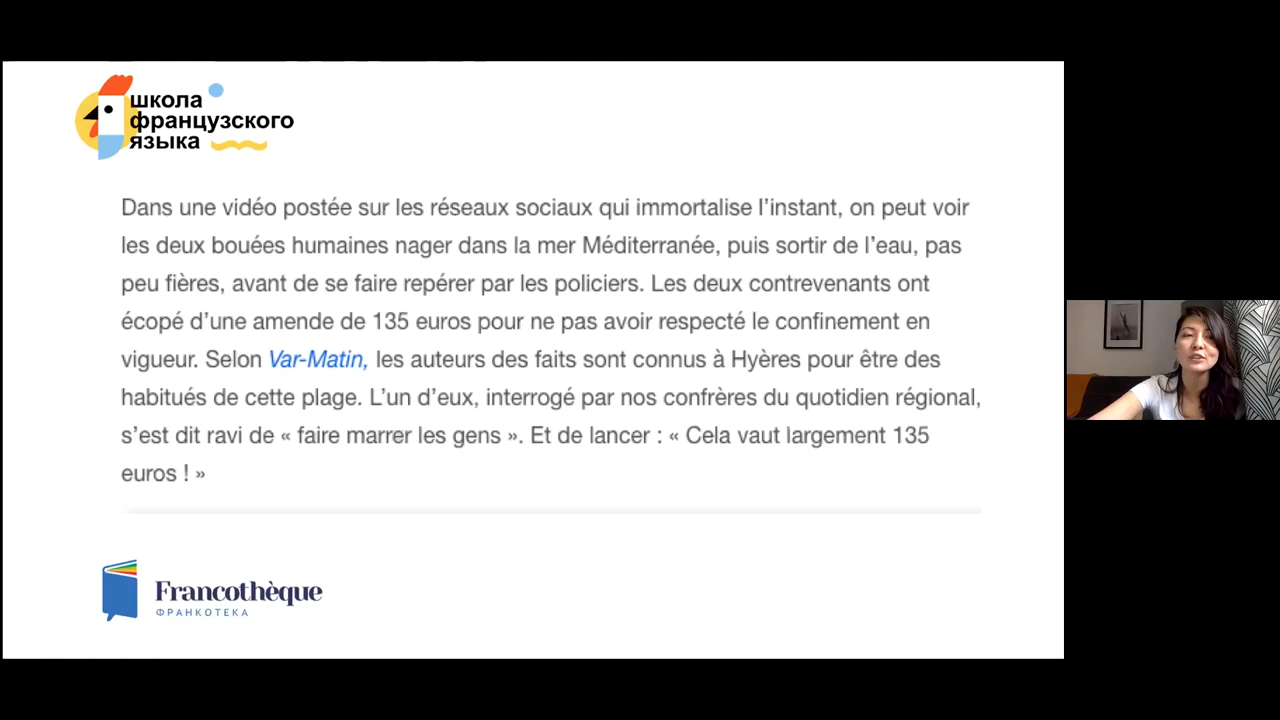 школа
французского
языка
Dans une vidéo postée sur les réseaux sociaux qui immortalise l’instant, on peut voir
les deux bouées humaines nager dans la mer Méditerranée, puis sortir de l’eau, pas
peu fières, avant de se faire repérer par les policiers. Les deux contrevenants ont
écopé d’une amende de 135 euros pour ne pas avoir respecté le confinement en
vigueur. Selon Var-Matin, les auteurs des faits sont connus à Hyères pour être des
habitués de cette plage. L’un d’eux, interrogé par nos confrères du quotidien régional,
s’est dit ravi de « faire marrer les gens ». Et de lancer : « Cela vaut largement 135
euros ! »
Francothèque
ФРАНКОТЕКА